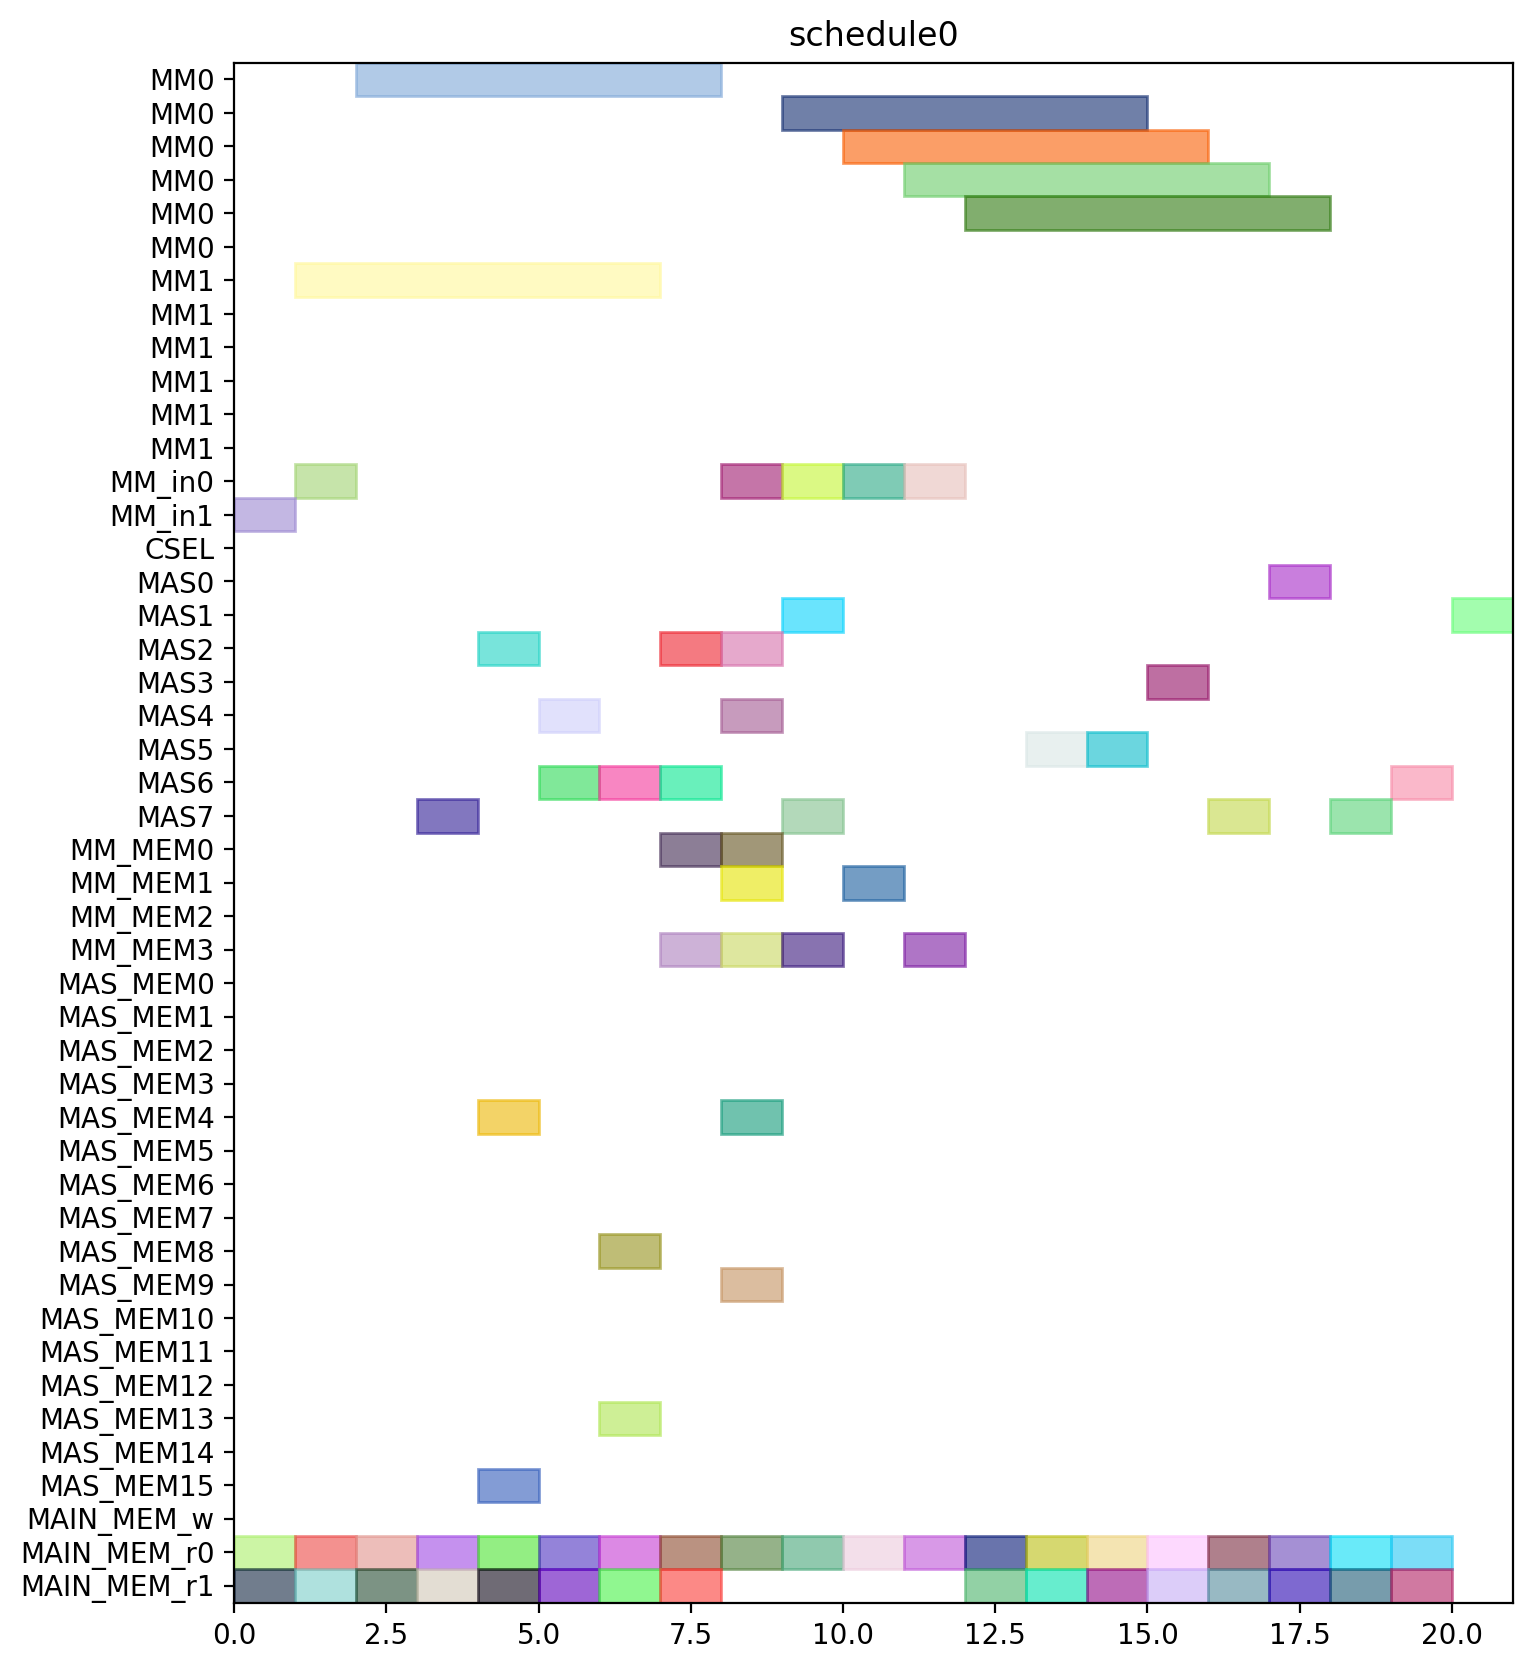 schedule0
MM0
MM0
MM0
MM0
MM0
MM0
MM1
MM1
MM1
MM1
MM1
MM1
MM_in0
MM_in1
CSEL
MAS0
MAS1
MAS2
MAS3
MAS4
MAS5
MAS6
MAS7
MM_MEM0
MM_MEM1
MM_MEM2
MM_MEM3
MAS_MEM0
MAS_MEM1
MAS_MEM2
MAS_MEM3
MAS_MEM4
MAS_MEM5
MAS_MEM6
MAS_MEM7
MAS_MEM8
MAS_MEM9
MAS_MEM10
MAS_MEM11
MAS_MEM12
MAS_MEM13
MAS_MEM14
MAS_MEM15
MAIN_MEM_w
MAIN_MEM_r0
MAIN_MEM_r1
0.0 2.5 5.0 7.5 10.0 12.5 15.0 17.5 20.0